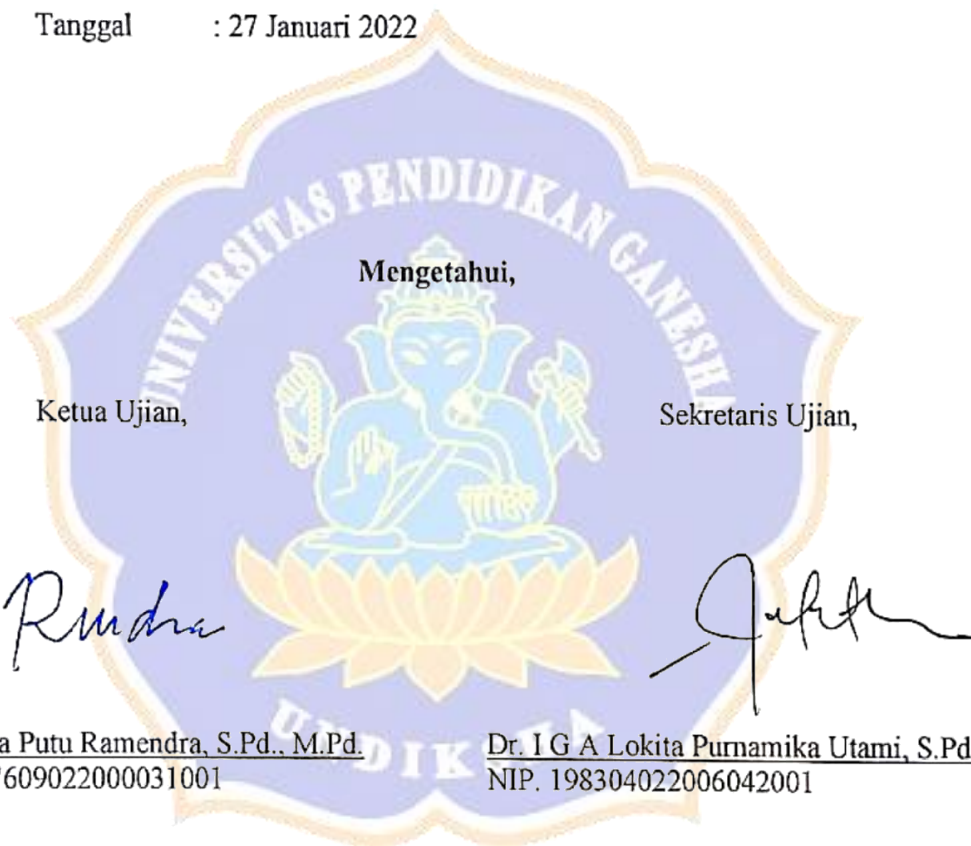 Tanggal : 27 Januari 2022
UNIVERSITAS PENDIDIKAN GANESHA
Mengetahui,
Ketua Ujian,
Sekretaris Ujian,
a Putu Ramendra, S.Pd., M.Pd.
Dr. I G A Lokita Purnamika Utami, S.Pd
7609022000031001
NIP. 198304022006042001
UNDIKSHA